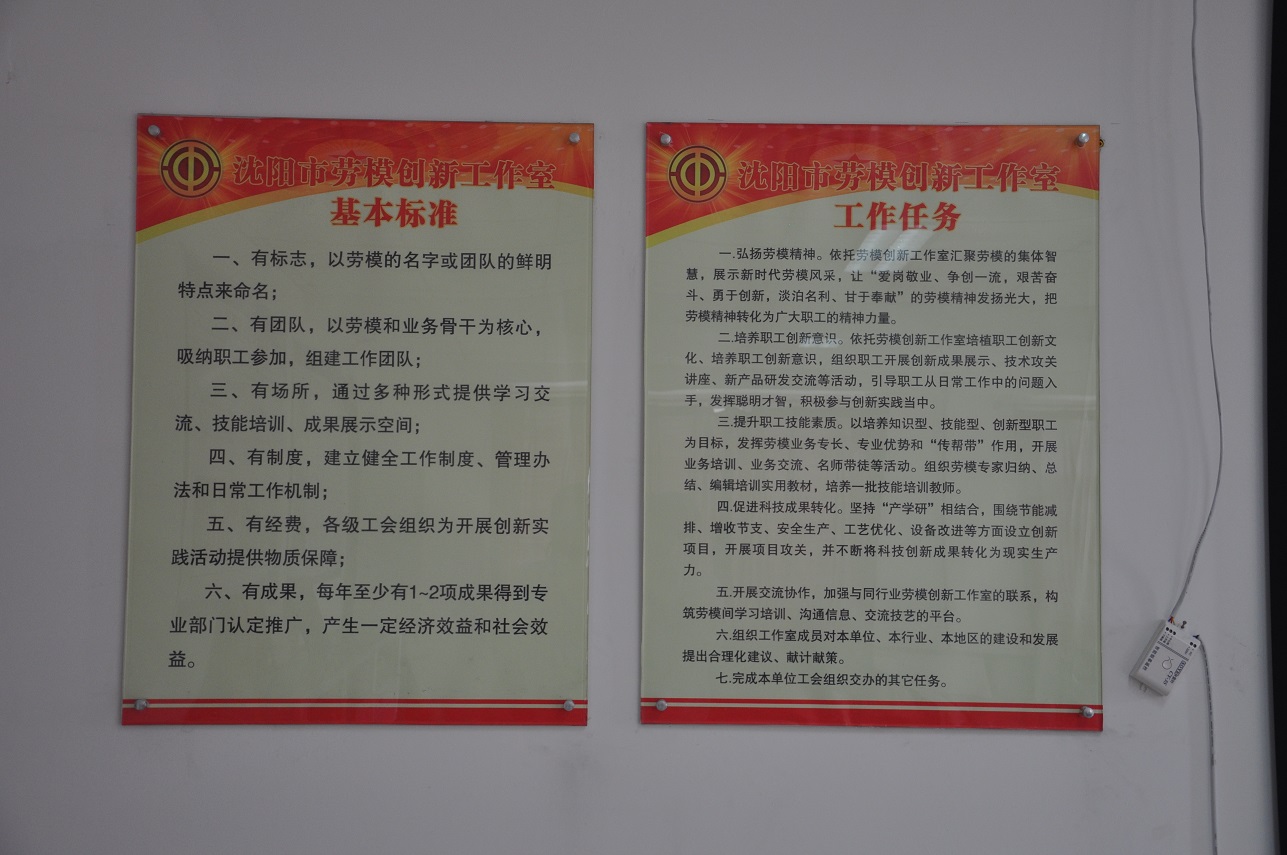 沈阳市劳模创新工作室
基本标准
一、有标志，以劳模的名字或团队的鲜明
特点来命名；
二、有团队，以劳模和业务骨干为核心，
吸纳职工参加，组建工作团队；
三、有场所，通过多种形式提供学习交
流、技能培训、成果展示空间；
四、有制度，建立健全工作制度、管理办
法和日常工作机制；
五、有经费，各级工会组织为开展创新实
践活动提供物质保障；
六、有成果，每年至少有1~2项成果得到专
业部门认定推广，产生一定经济效益和社会效
益。
沈阳市劳模创新工作室
工作任务
一.弘扬劳模精神。依托劳模创新工作室汇聚劳模的集体智
慧，展示新时代劳模风采，让“爱岗敬业、争创一流，艰苦奋
斗、勇于创新，淡泊名利、甘于奉献”的劳模精神发扬光大，把
劳模精神转化为广大职工的精神力量。
二.培养职工创新意识。依托劳模创新工作室培植职工创新文
化、培养职工创新意识，组织职工开展创新成果展示、技术攻关
讲座、新产品研发交流等活动，引导职工从日常工作中的问题入
手，发挥聪明才智，积极参与创新实践当中。
三.提升职工技能素质。以培养知识型、技能型、创新型职工
为目标，发挥劳模业务专长、专业优势和“传帮带”作用，开展
业务培训、业务交流、名师带徒等活动。组织劳模专家归纳、总
结、编辑培训实用教材，培养一批技能培训教师。
四.促进科技成果转化。坚持“产学研”相结合，围绕节能减
排、增收节支、安全生产、工艺优化、设备改进等方面设立创新
项目，开展项目攻关，并不断将科技创新成果转化为现实生产
力。
五.开展交流协作，加强与同行业劳模创新工作室的联系，构
筑劳模间学习培训、沟通信息、交流技艺的平台。
六.组织工作室成员对本单位、本行业、本地区的建设和发展
提出合理化建议、献计献策。
七.完成本单位工会组织交办的其它任务。